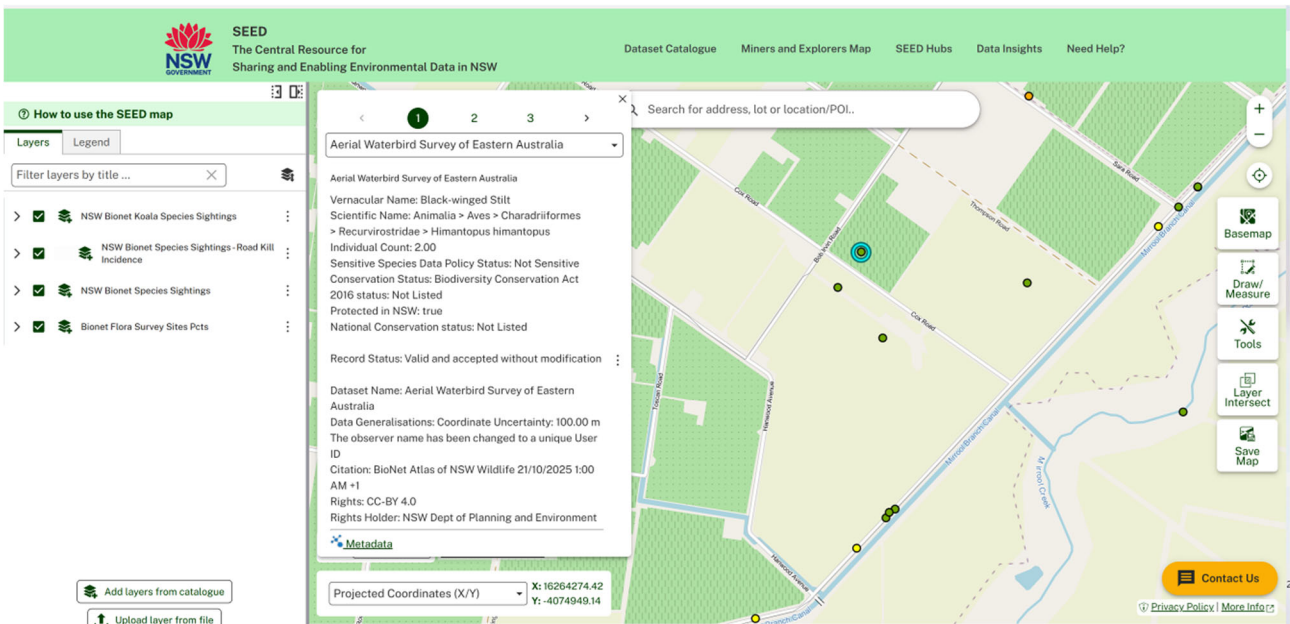 SEED
The Central Resource for
Sharing and Enabling Environmental Data in NSW
NSW
GOVERNMENT
Dataset Catalogue
Miners and Explorers Map
SEED Hubs
Data Insights
Need Help?
How to use the SEED map
Layers
Legend
Filter layers by title ...
NSW Bionet Koala Species Sightings
NSW Bionet Species Sightings - Road Kill
Incidence
NSW Bionet Species Sightings
Bionet Flora Survey Sites Pcts
Add layers from catalogue
Upload layer from file
1
2
3
Aerial Waterbird Survey of Eastern Australia
Aerial Waterbird Survey of Eastern Australia
Vernacular Name: Black-winged Stilt
Scientific Name: Animalia > Aves > Charadriiformes
> Recurvirostridae > Himantopus himantopus
Individual Count: 2.00
Sensitive Species Data Policy Status: Not Sensitive
Conservation Status: Biodiversity Conservation Act
2016 status: Not Listed
Protected in NSW: true
National Conservation status: Not Listed
Record Status: Valid and accepted without modification
Dataset Name: Aerial Waterbird Survey of Eastern
Australia
Data Generalisations: Coordinate Uncertainty: 100.00 m
The observer name has been changed to a unique User
ID
Citation: BioNet Atlas of NSW Wildlife 21/10/2025 1:00
AM +1
Rights: CC-BY 4.0
Rights Holder: NSW Dept of Planning and Environment
Metadata
Projected Coordinates (X/Y)
X: 16264274.42
Y: -4074949.14
Search for address, lot or location/POI..
Cox Road
Bob Irvin Road
Thompson Road
Sara Road
Mirrool Branch Canal
Cox Road
Toscan Road
Hanwood Avenue
Mirrool Branch Canal
Mirrool Creek
Hanwood Avenue
Branch Canal
Basemap
Draw/
Measure
Tools
Layer
Intersect
Save
Map
Contact Us
Privacy Policy | More Info